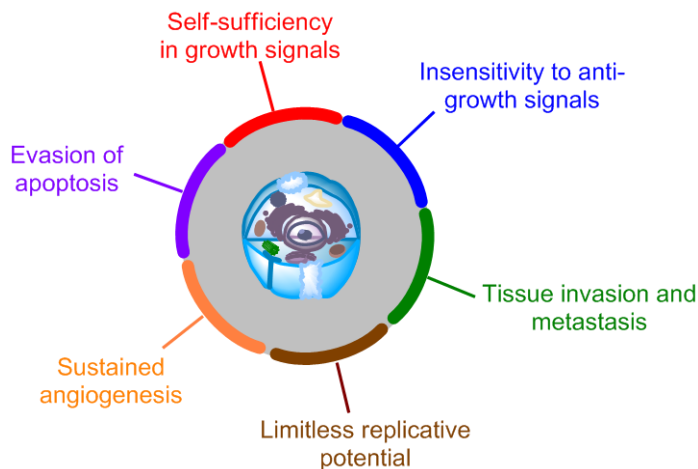 Self-sufficiency
in growth signals
Insensitivity to anti-
growth signals
Evasion of
apoptosis
Tissue invasion and
metastasis
Sustained
angiogenesis
Limitless replicative
potential